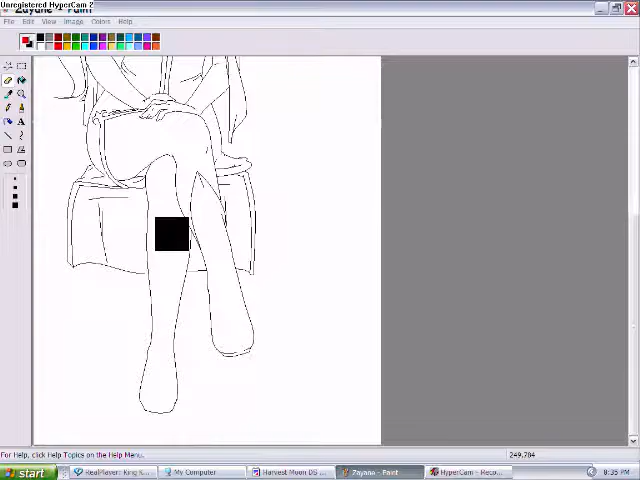 Unregistered HyperCam 2
Zayane - Paint
File Edit View Image Colors Help
For Help, click Help Topics on the Help Menu.
249,784
start
RealPlayer: King K
My Computer
Harvest Moon DS ...
Zayane - Paint
HyperCam - Reco...
8:35 PM